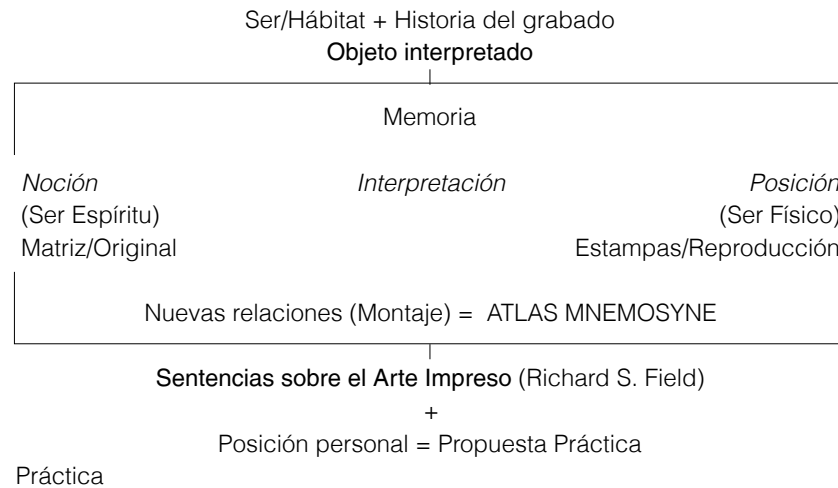 Ser/Hábitat + Historia del grabado
Objeto interpretado
Memoria
Noción Interpretación Posición
(Ser Espíritu) (Ser Físico)
Matriz/Original Estampas/Reproducción
Nuevas relaciones (Montaje) = ATLAS MNEMOSYNE
Sentencias sobre el Arte Impreso (Richard S. Field)
+
Posición personal = Propuesta Práctica
Práctica